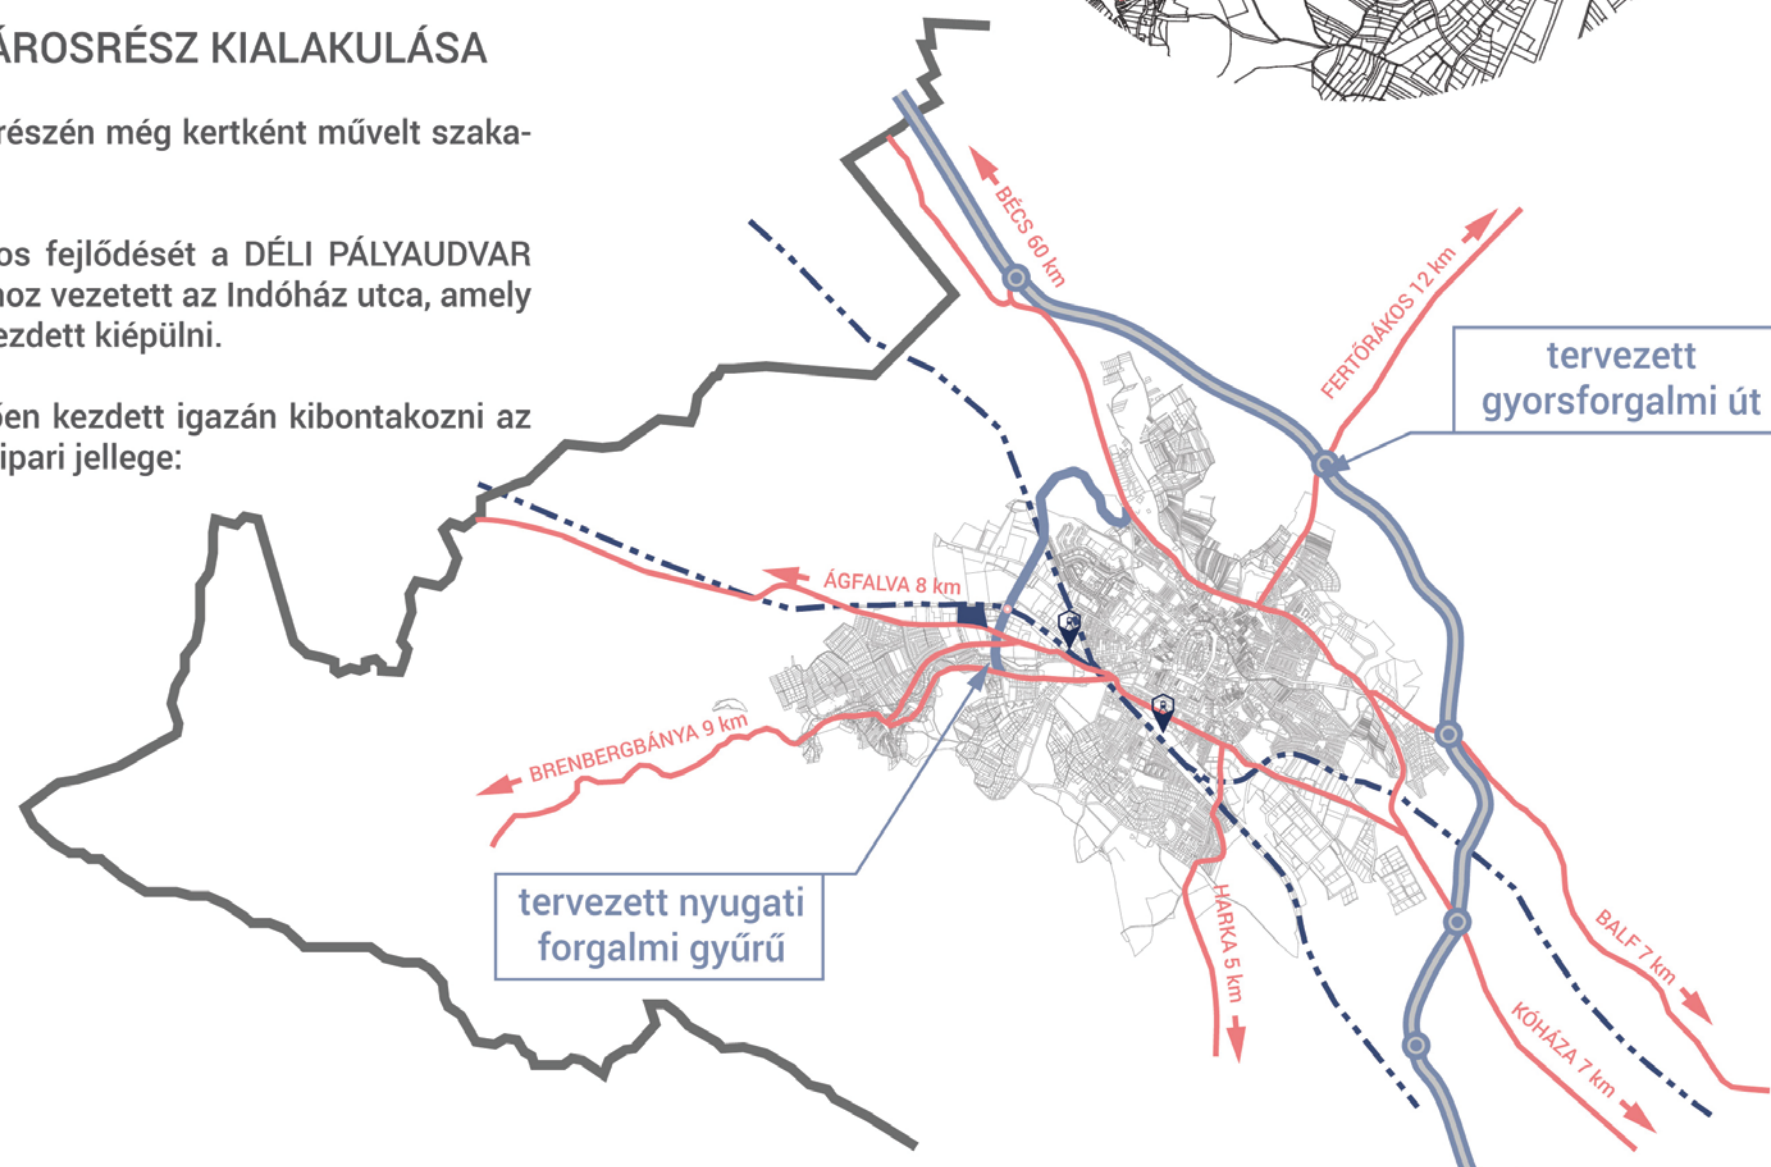 ÁROSRÉSZ KIALAKULÁSA
részén még kertként művelt szaka-
os fejlődését a DÉLI PÁLYAUDVAR
hoz vezetett az Indóház utca, amely
ezdett kiépülni.
ően kezdett igazán kibontakozni az
ipari jellege:
BÉCS 60 km
FERTŐRÁKOS 12 km
tervezett
gyorsforgalmi út
ÁGFALVA 8 km
BRENBERGBÁNYA 9 km
tervezett nyugati
forgalmi gyűrű
HARKA 5 km
BALF 7 km
KÓHÁZA 7 km